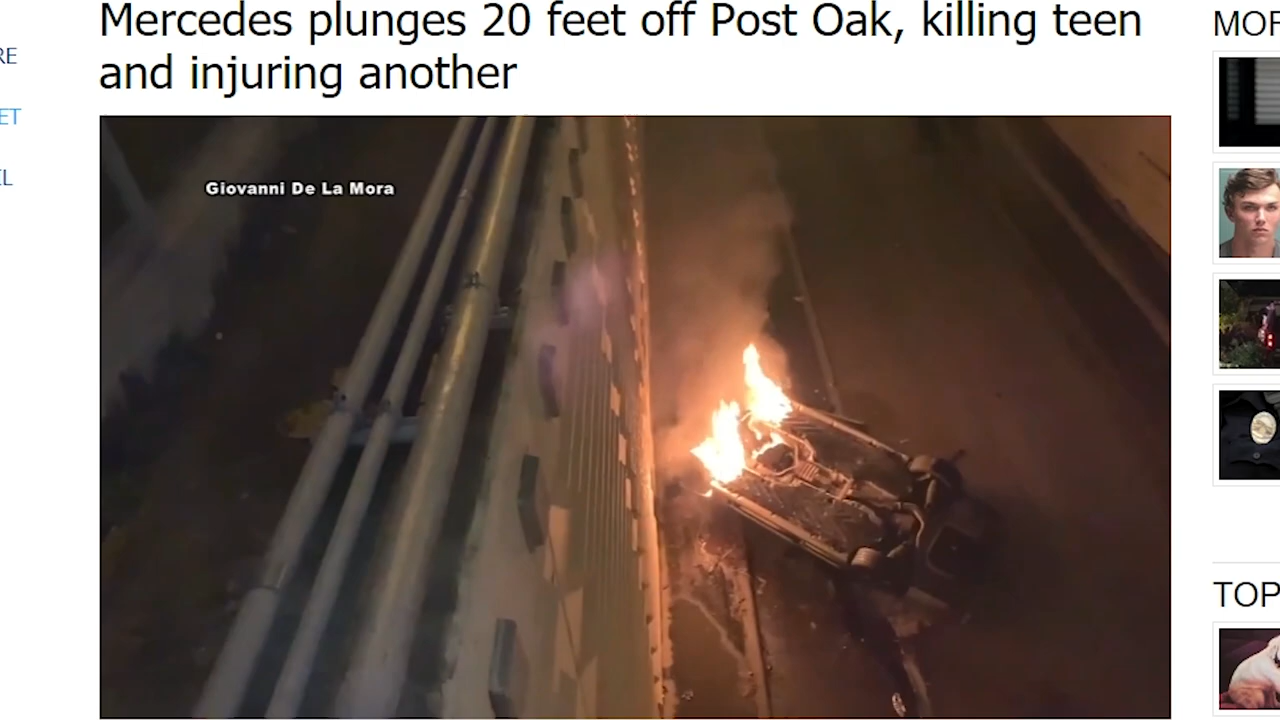 Mercedes plunges 20 feet off Post Oak, killing teen
and injuring another
RE
ET
IL
Giovanni De La Mora
MOR
TOP